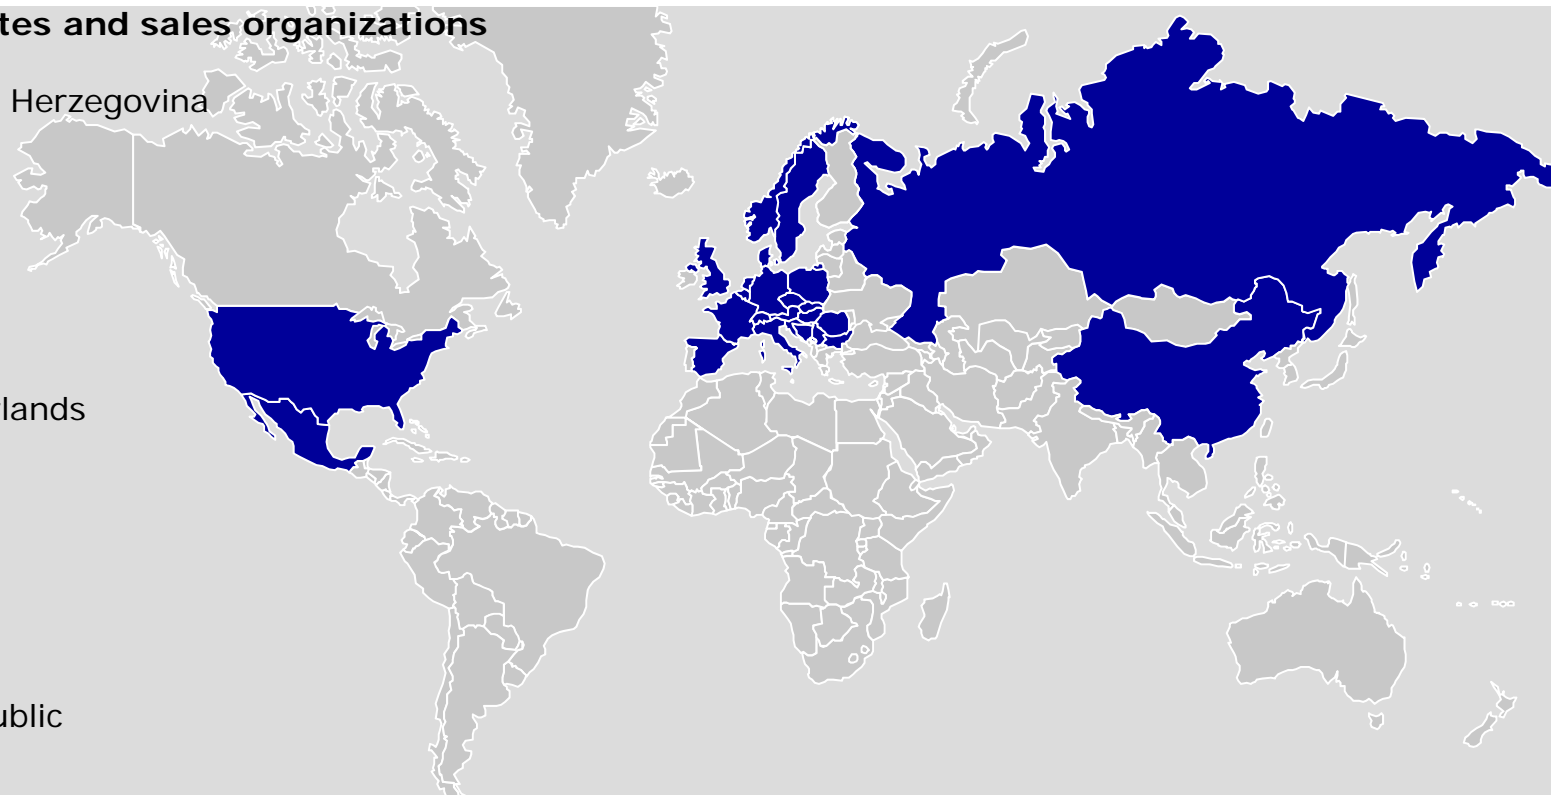 tes and sales organizations
Herzegovina
lands
ublic